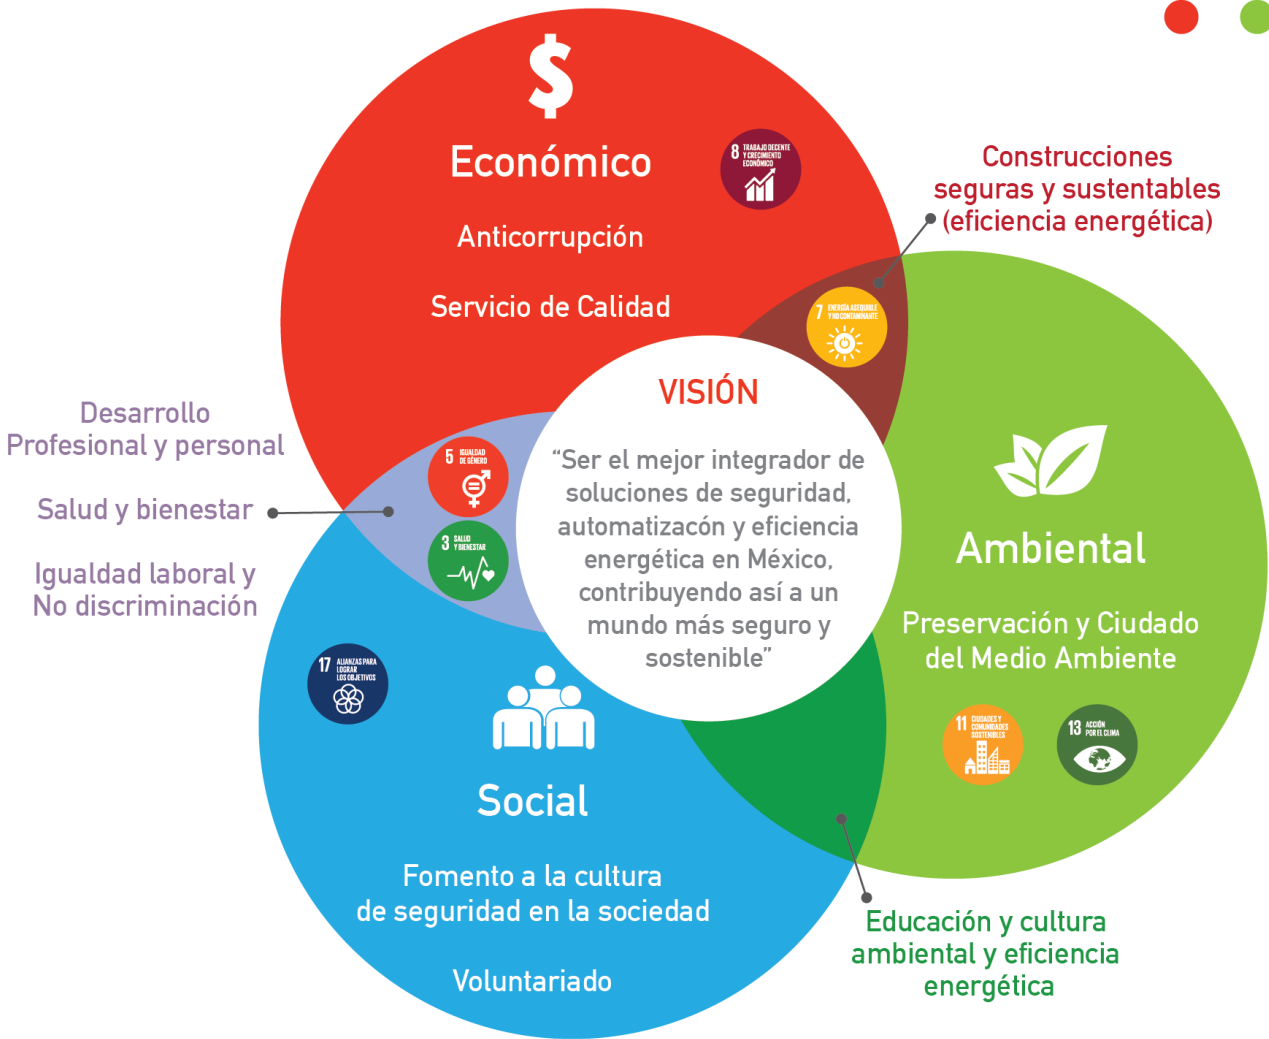 $
Económico
Anticorrupción
Servicio de Calidad
8 TRABAJO DECENTE
Y CRECIMIENTO
ECONÓMICO
Construcciones
seguras y sustentables
(eficiencia energética)
7 ENERGÍA ASEQUIBLE
Y NO CONTAMINANTE
VISIÓN
“Ser el mejor integrador de
soluciones de seguridad,
automatizacón y eficiencia
energética en México,
contribuyendo así a un
mundo más seguro y
sostenible”
Desarrollo
Profesional y personal
Salud y bienestar
Igualdad laboral y
No discriminación
5 IGUALDAD
DE GÉNERO
3 SALUD
Y BIENESTAR
Ambiental
Preservación y Ciudado
del Medio Ambiente
11 CIUDADES Y
COMUNIDADES
SOSTENIBLES
13 ACCIÓN
POR EL CLIMA
17 ALIANZAS PARA
LOGRAR
LOS OBJETIVOS
Social
Fomento a la cultura
de seguridad en la sociedad
Voluntariado
Educación y cultura
ambiental y eficiencia
energética